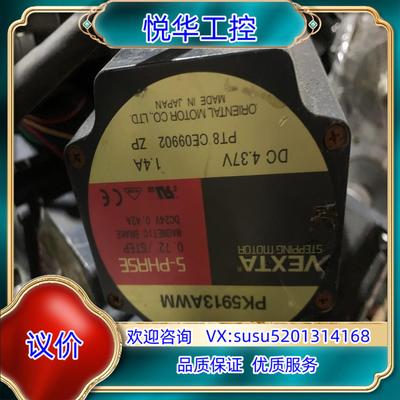 悦华工控
ORIENTAL MOTOR CO.,LTD.
MADE IN JAPAN
PT8 CE09902 ZP
DC 4.37V 1.4A
DC24V 0.42A
MAGNETIC BRAKE
0.72°/STEP
5-PHASE
VEXTA
STEPPING MOTOR
PK5913AWM
议价
欢迎咨询 VX:susu5201314168
品质保证 优质服务